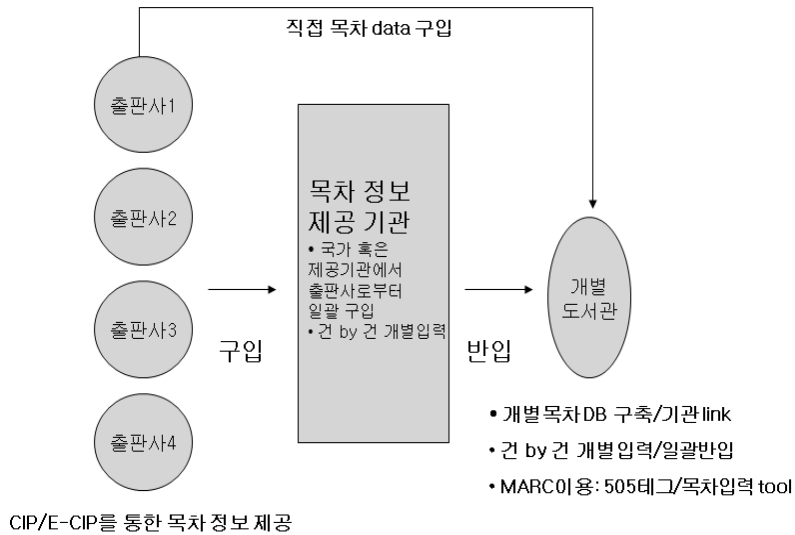 직접 목차 data 구입
출판사1
출판사2
출판사3
출판사4
구입
목차 정보
제공 기관
• 국가 혹은
제공기관에서
출판사로부터
일괄 구입
• 건 by 건 개별입력
반입
개별
도서관
• 개별목차DB 구축/기관link
• 건 by 건 개별입력/일괄반입
• MARC이용: 505테그/목차입력 tool
CIP/E-CIP를 통한 목차 정보 제공